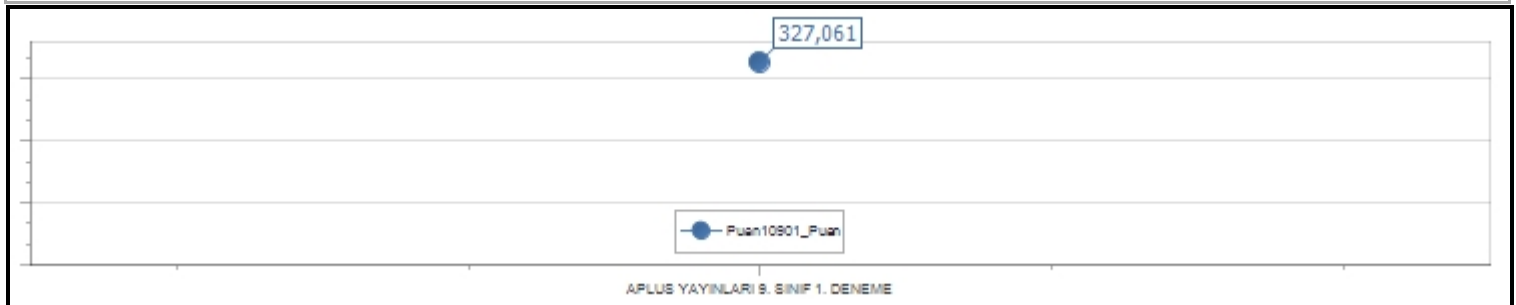 327,061
Puan10901_Puan
APLUS YAYINLARI 9. SINIF 1. DENEME